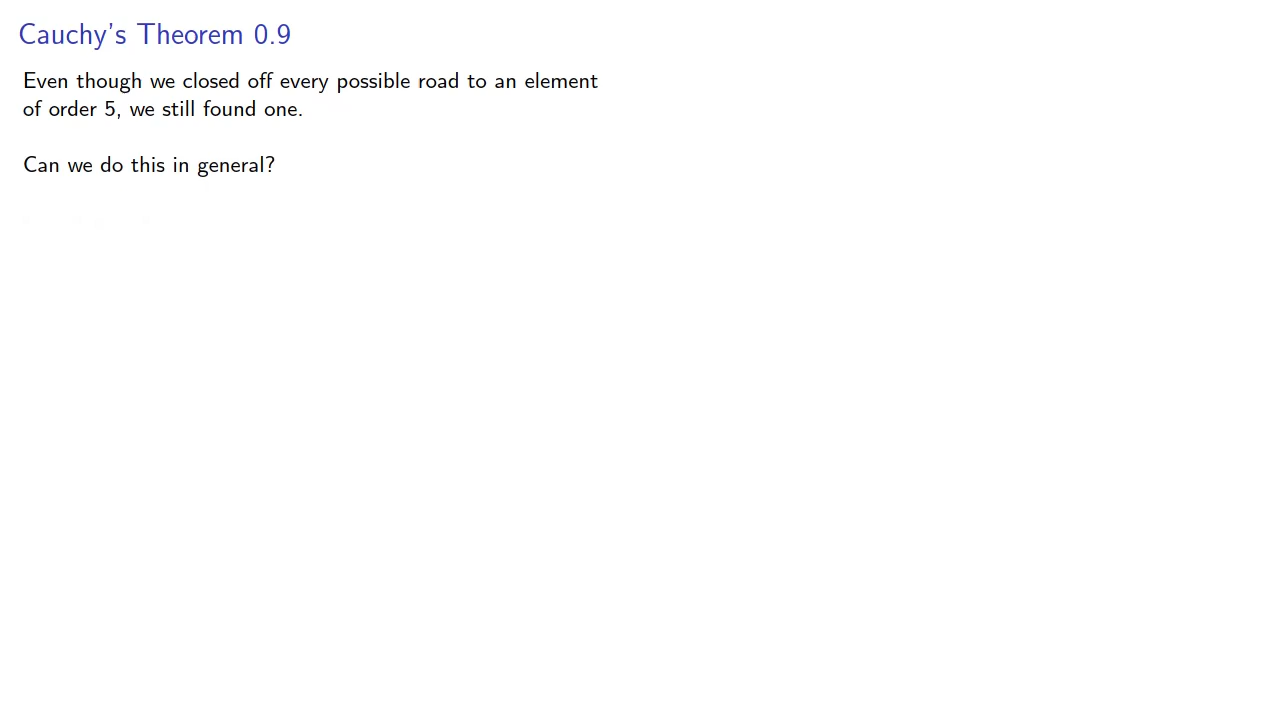 Cauchy's Theorem 0.9
Even though we closed off every possible road to an element
of order 5, we still found one.
Can we do this in general?